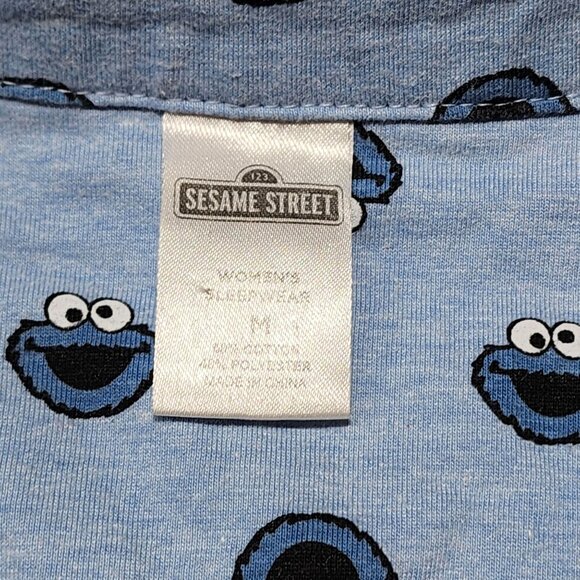 123
SESAME STREET
WOMEN'S
SLEEPWEAR
M
60% COTTON
40% POLYESTER
MADE IN CHINA